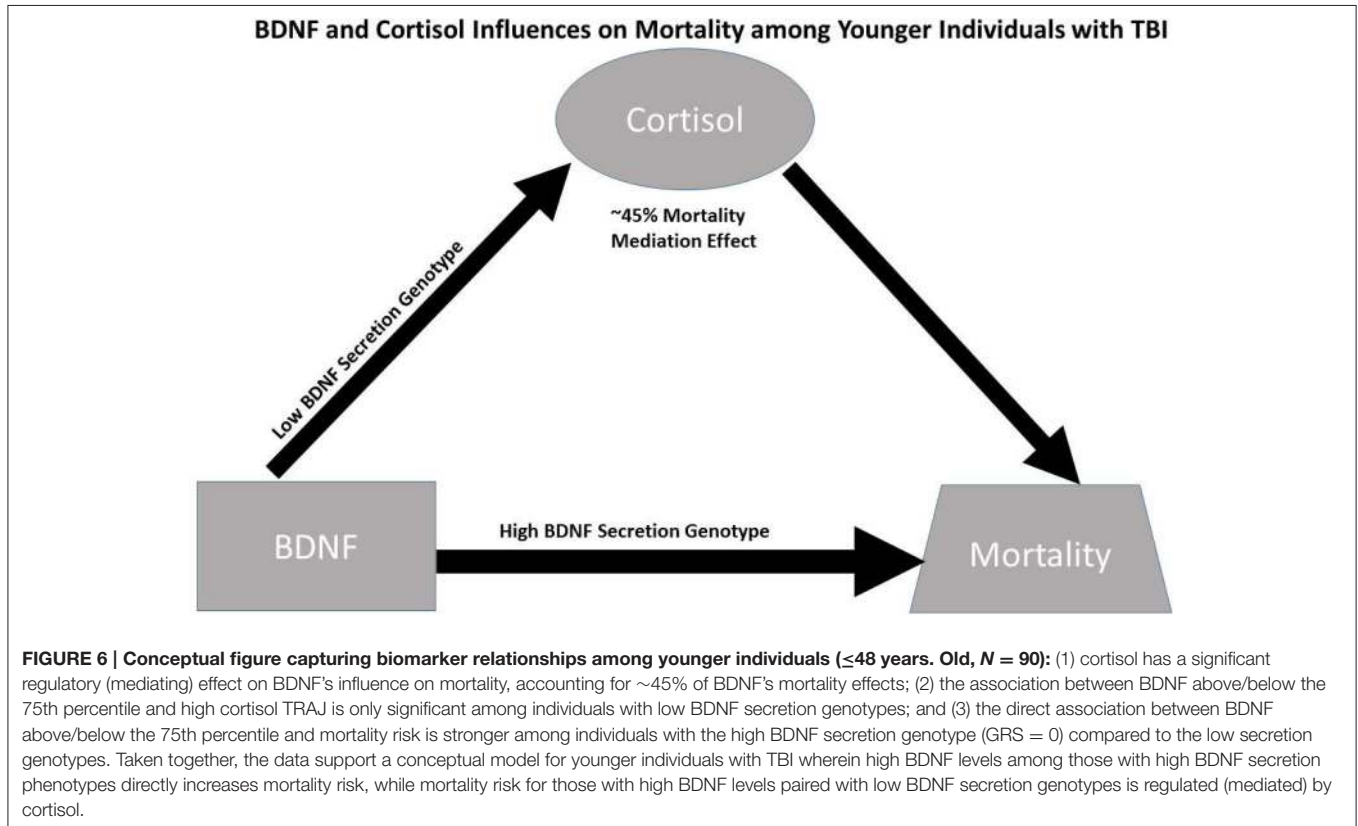 BDNF and Cortisol Influences on Mortality among Younger Individuals with TBI
Cortisol
~45% Mortality
Mediation Effect
Low BDNF Secretion Genotype
High BDNF Secretion Genotype
BDNF
Mortality
FIGURE 6 | Conceptual figure capturing biomarker relationships among younger individuals (≤48 years. Old, N = 90): (1) cortisol has a significant
regulatory (mediating) effect on BDNF's influence on mortality, accounting for ~45% of BDNF's mortality effects; (2) the association between BDNF above/below the
75th percentile and high cortisol TRAJ is only significant among individuals with low BDNF secretion genotypes; and (3) the direct association between BDNF
above/below the 75th percentile and mortality risk is stronger among individuals with the high BDNF secretion genotype (GRS = 0) compared to the low secretion
genotypes. Taken together, the data support a conceptual model for younger individuals with TBI wherein high BDNF levels among those with high BDNF secretion
phenotypes directly increases mortality risk, while mortality risk for those with high BDNF levels paired with low BDNF secretion genotypes is regulated (mediated) by
cortisol.